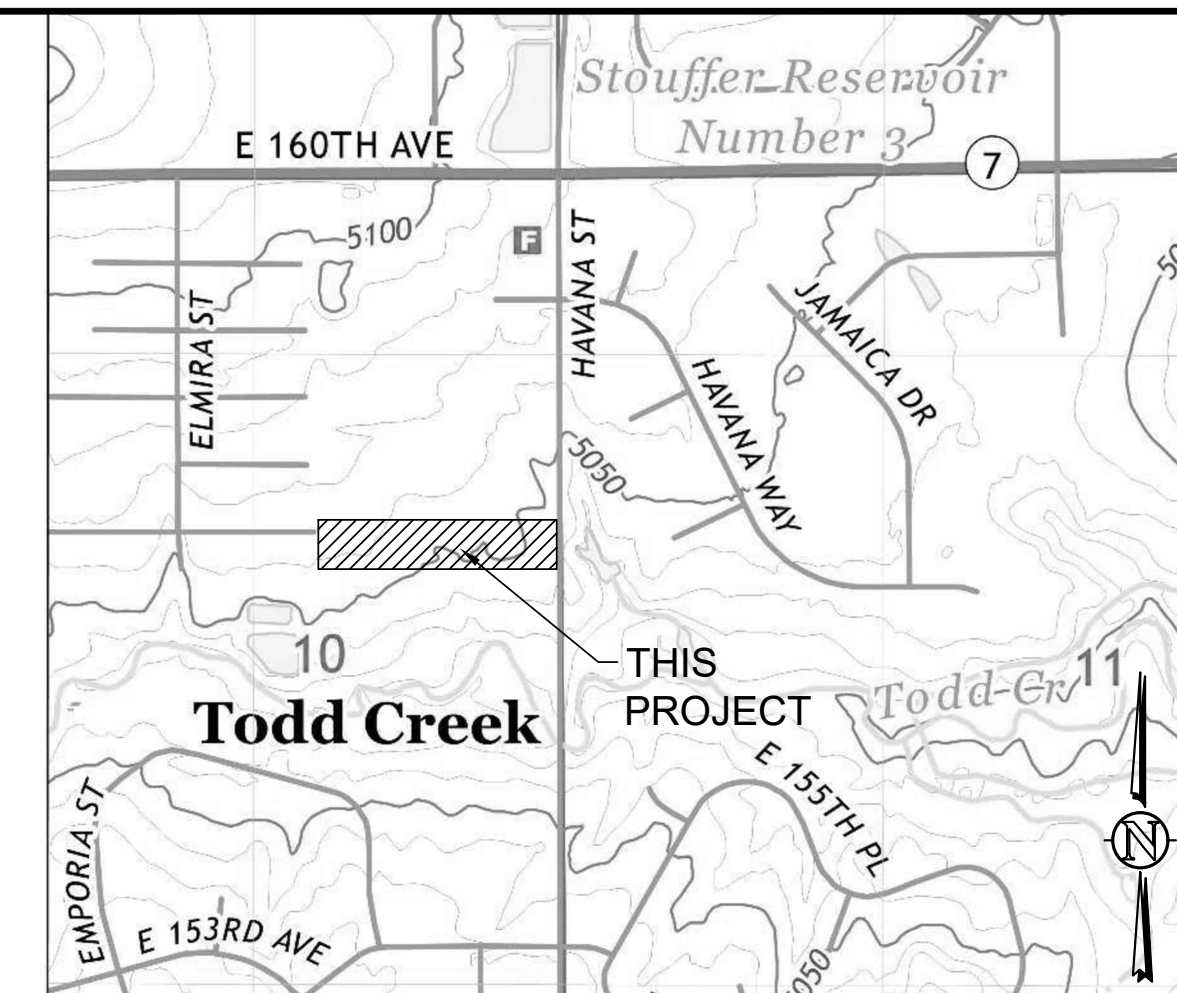 Stouffer Reservoir
Number 3
E 160TH AVE
7
5100
F
HAVANA ST
ELMIRA ST
JAMAICA DR
HAVANA WAY
5050
THIS
PROJECT
10
11
Todd Cr
Todd Creek
E 155TH PL
EMPORIA ST
E 153RD AVE
N
5050